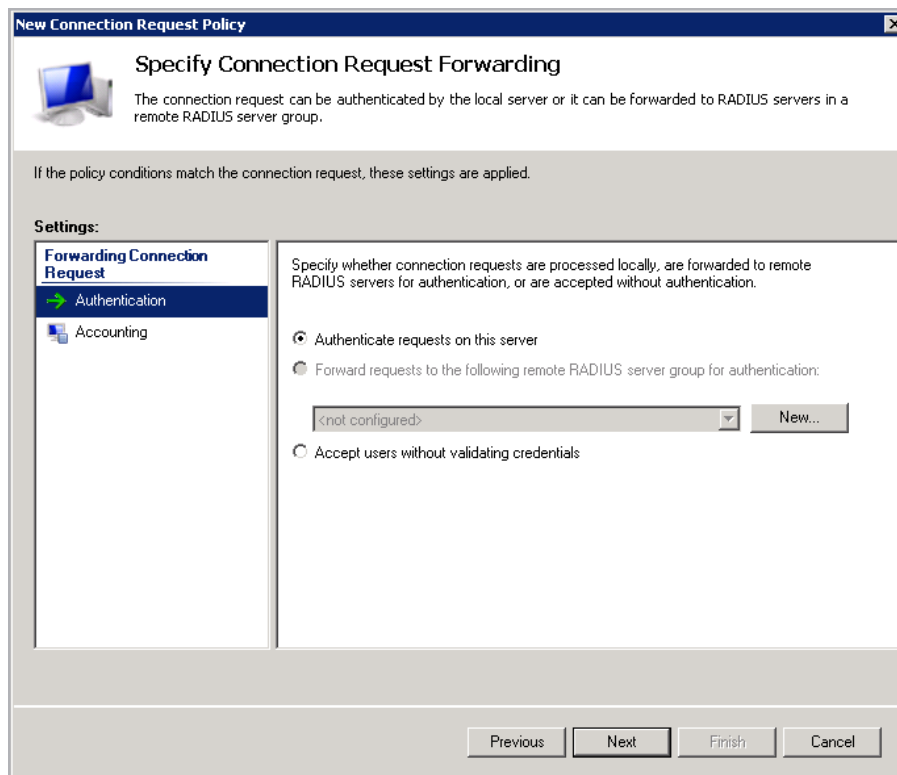 New Connection Request Policy
Specify Connection Request Forwarding
The connection request can be authenticated by the local server or it can be forwarded to RADIUS servers in a
remote RADIUS server group.
If the policy conditions match the connection request, these settings are applied.
Settings:
Forwarding Connection
Request
Authentication
Accounting
Specify whether connection requests are processed locally, are forwarded to remote
RADIUS servers for authentication, or are accepted without authentication.
Authenticate requests on this server
Forward requests to the following remote RADIUS server group for authentication:
<not configured>
New...
Accept users without validating credentials
Previous
Next
Finish
Cancel